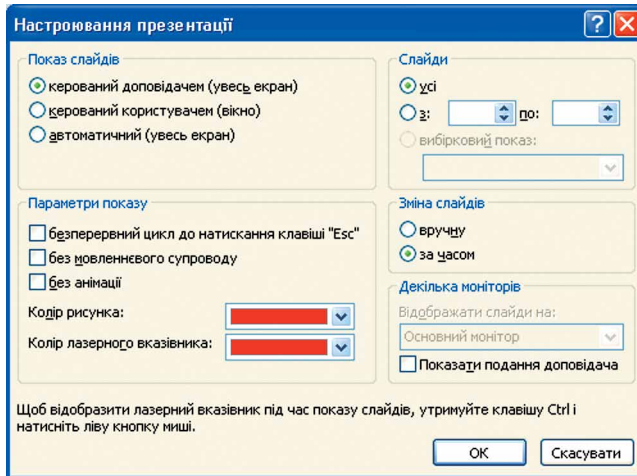 Настроювання презентації
Показ слайдів
керований доповідачем (увесь екран)
керований користувачем (вікно)
автоматичний (увесь екран)
Слайди
усі
з: по:
вибірковий показ:
Параметри показу
безперервний цикл до натискання клавіші "Esc"
без мовленнєвого супроводу
без анімації
Колір рисунка:
Колір лазерного вказівника:
Зміна слайдів
вручну
за часом
Декілька моніторів
Відображати слайди на:
Основний монітор
Показати подання доповідача
Щоб відобразити лазерний вказівник під час показу слайдів, утримуйте клавішу Ctrl і
натисніть ліву кнопку миші.
ОК Скасувати